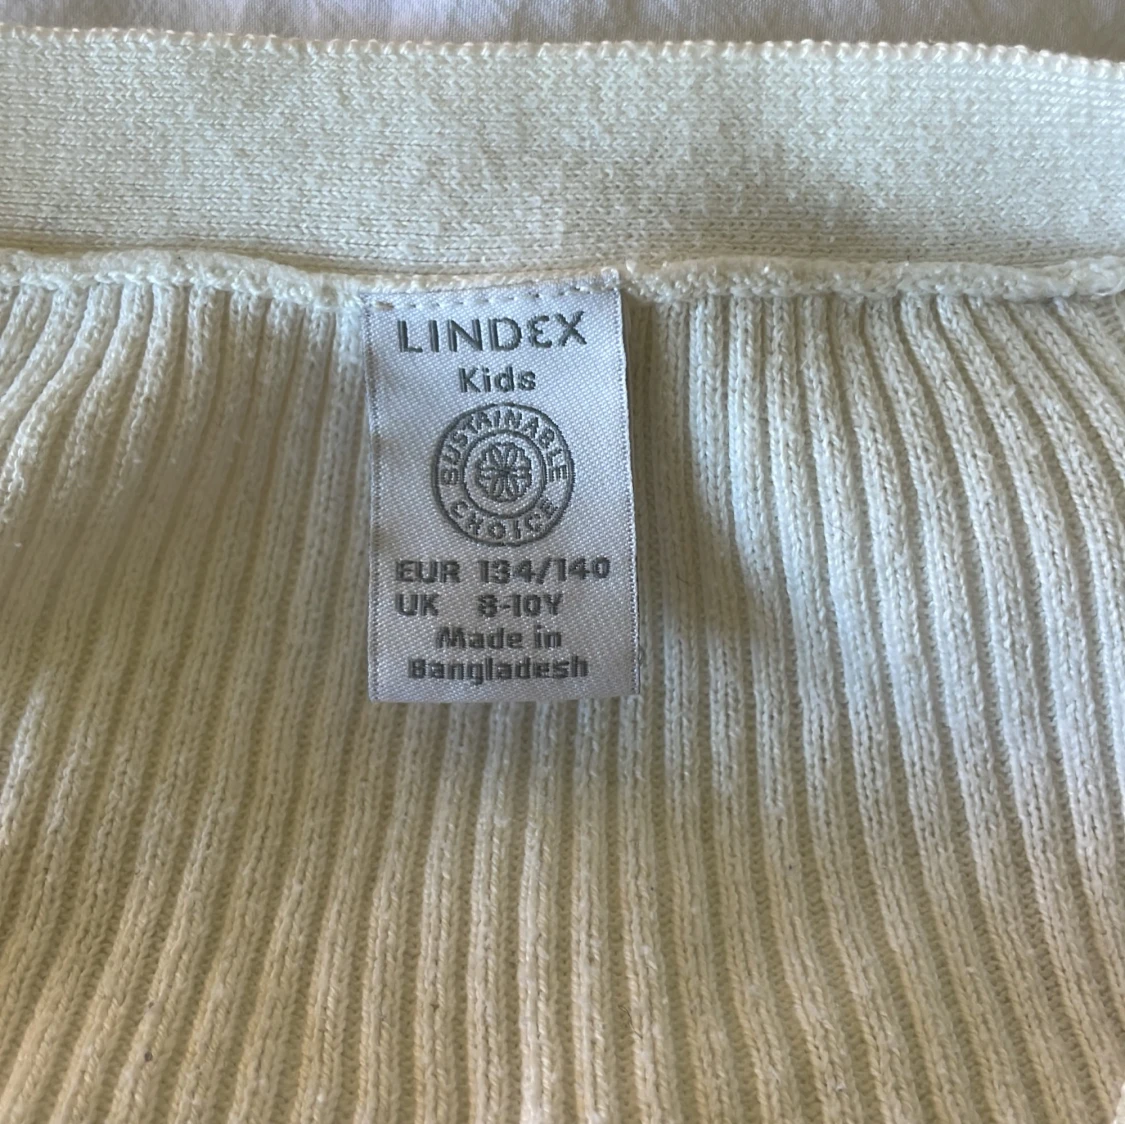 LINDEX
Kids
SUSTAINABLE
CHOICE
EUR 134/140
UK 8-10Y
Made in
Bangladesh